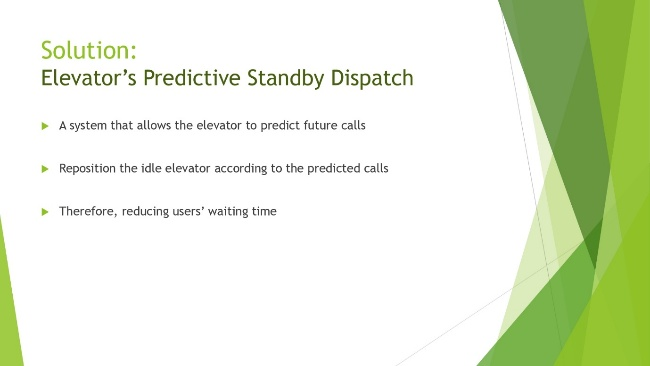 Solution:
Elevator’s Predictive Standby Dispatch
A system that allows the elevator to predict future calls
Reposition the idle elevator according to the predicted calls
Therefore, reducing users’ waiting time